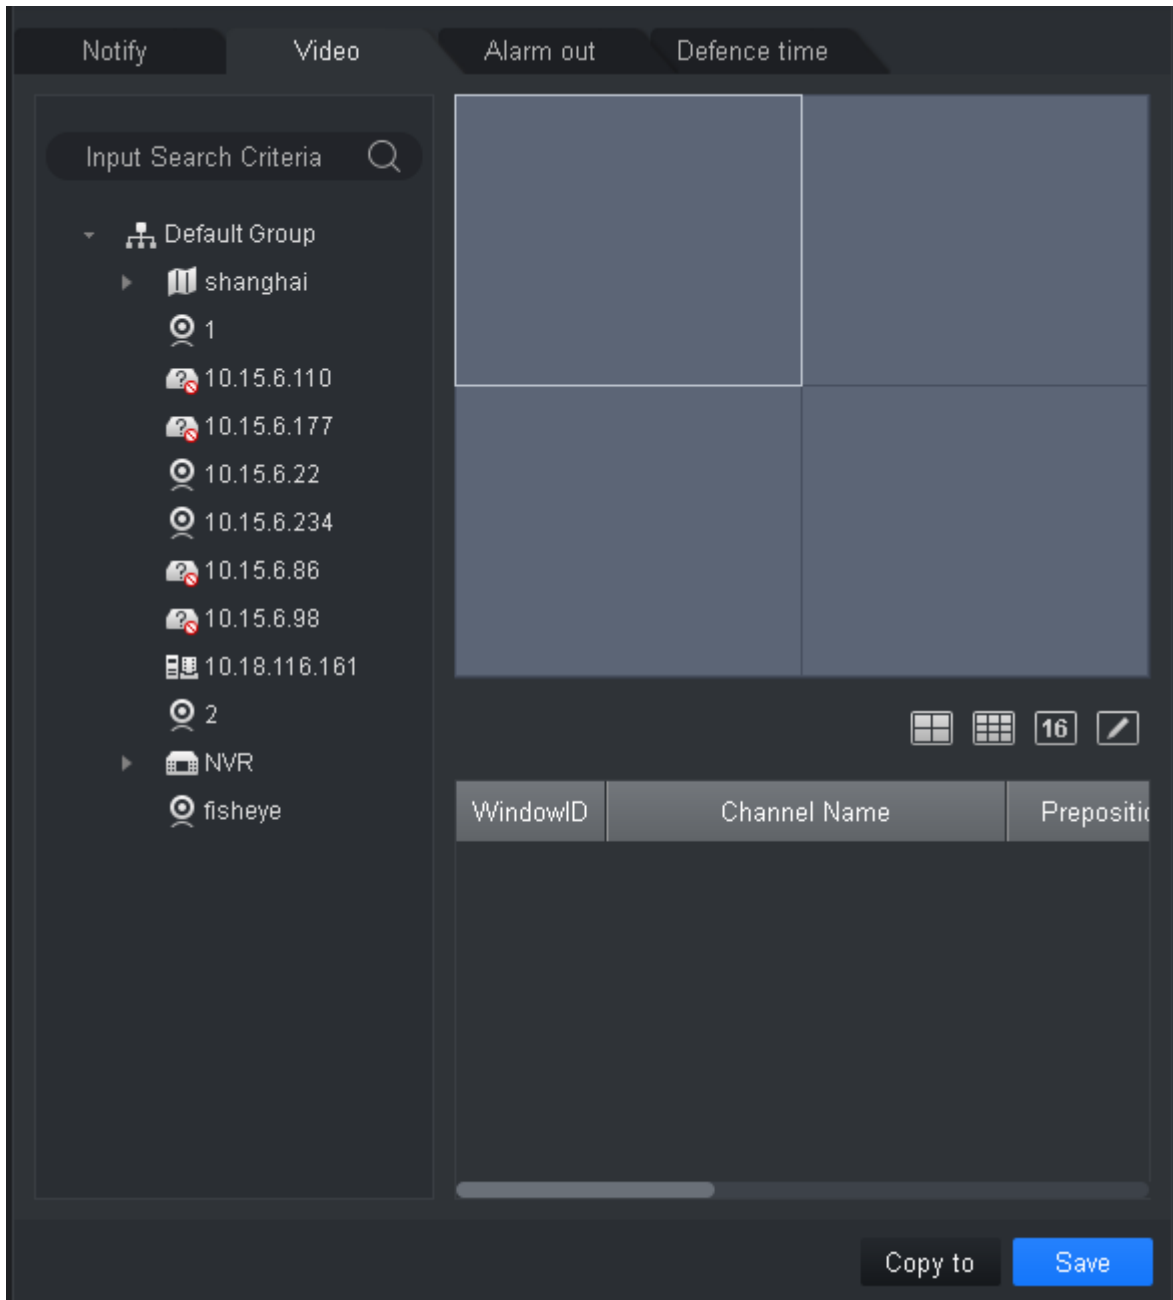 Notify Video Alarm out Defence time
Input Search Criteria
Default Group
shanghai
1
10.15.6.110
10.15.6.177
10.15.6.22
10.15.6.234
10.15.6.86
10.15.6.98
10.18.116.161
2
NVR
fisheye
16
WindowID Channel Name Prepositic
Copy to Save